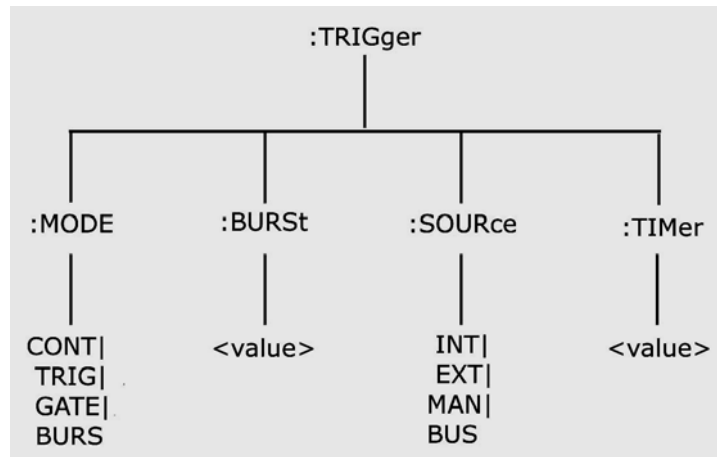 :TRIGger
:MODE :BURSt :SOURce :TIMer
CONT| <value> INT| <value>
TRIG| EXT|
GATE| MAN|
BURS BUS